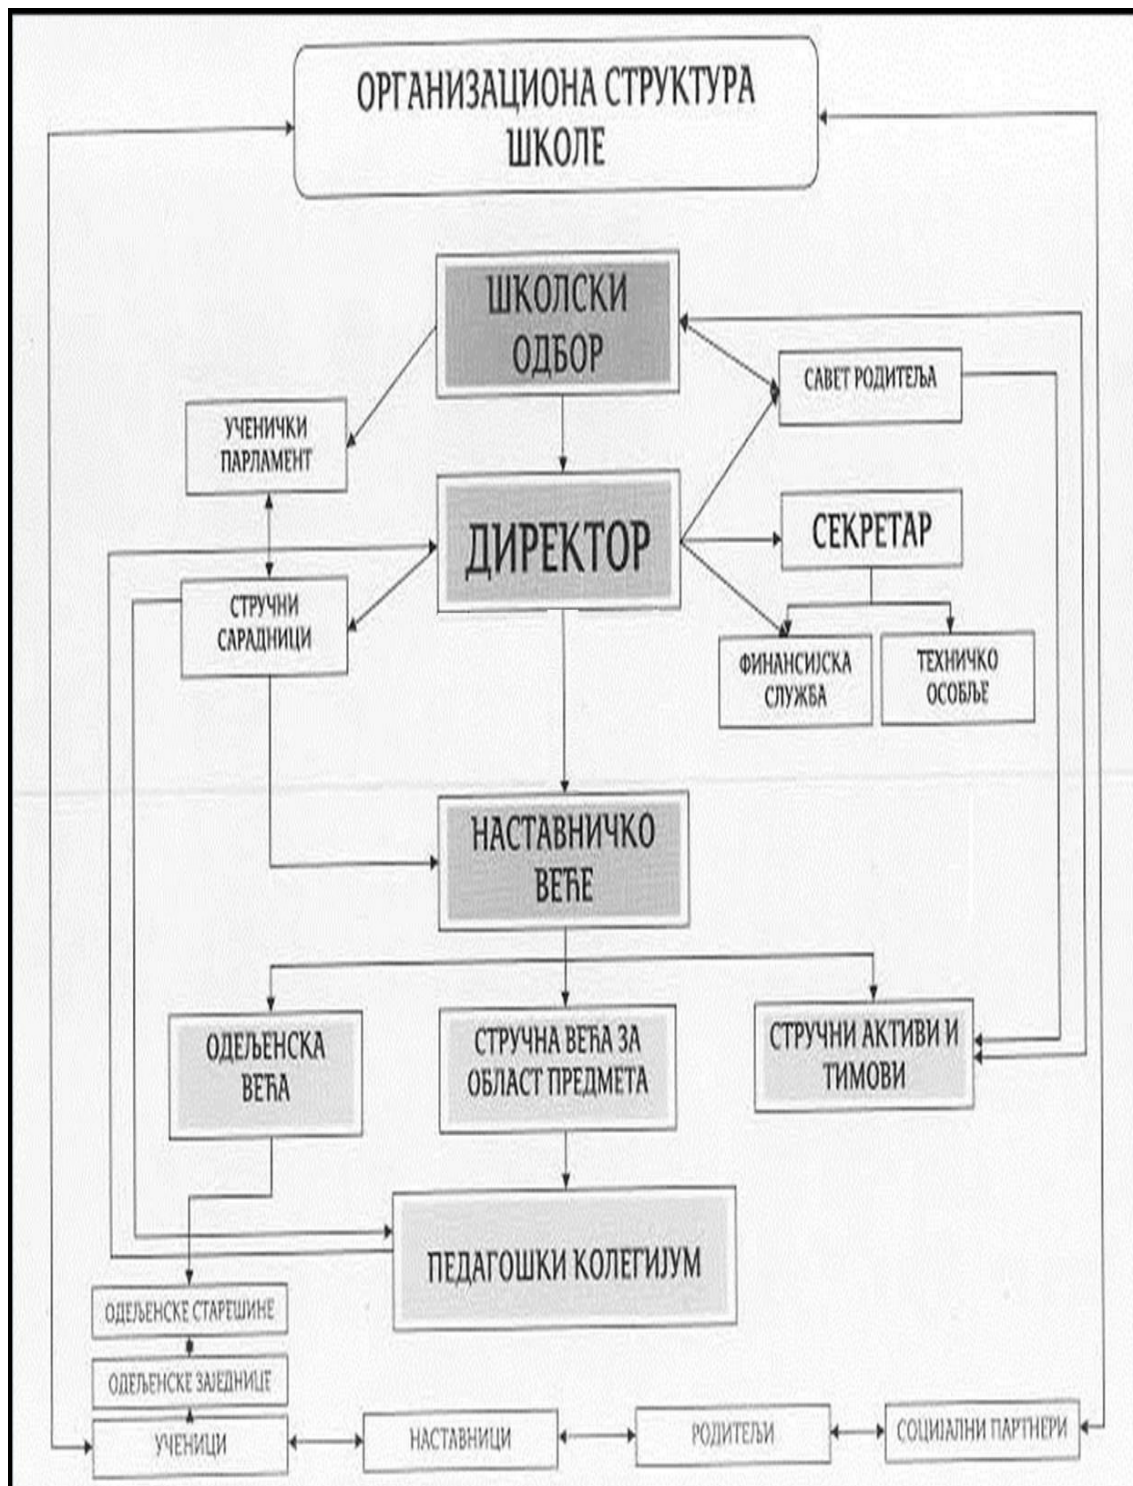 ОРГАНИЗАЦИОНА СТРУКТУРА
ШКОЛЕ
ШКОЛСКИ
ОДБОР
САВЕТ РОДИТЕЉА
УЧЕНИЧКИ
ПАРЛАМЕНТ
ДИРЕКТОР
СЕКРЕТАР
СТРУЧНИ
САРАДНИЦИ
ФИНАНСИЈСКА
СЛУЖБА
ТЕХНИЧКО
ОСОБЉЕ
НАСТАВНИЧКО
ВЕЋЕ
ОДЕЉЕНСКА
ВЕЋА
СТРУЧНА ВЕЋА ЗА
ОБЛАСТ ПРЕДМЕТА
СТРУЧНИ АКТИВИ И
ТИМОВИ
ПЕДАГОШКИ КОЛЕГИЈУМ
ОДЕЉЕНСКЕ СТАРЕШИНЕ
ОДЕЉЕНСКЕ ЗАЈЕДНИЦЕ
УЧЕНИЦИ
НАСТАВНИЦИ
РОДИТЕЉИ
СОЦИЈАЛНИ ПАРТНЕРИ